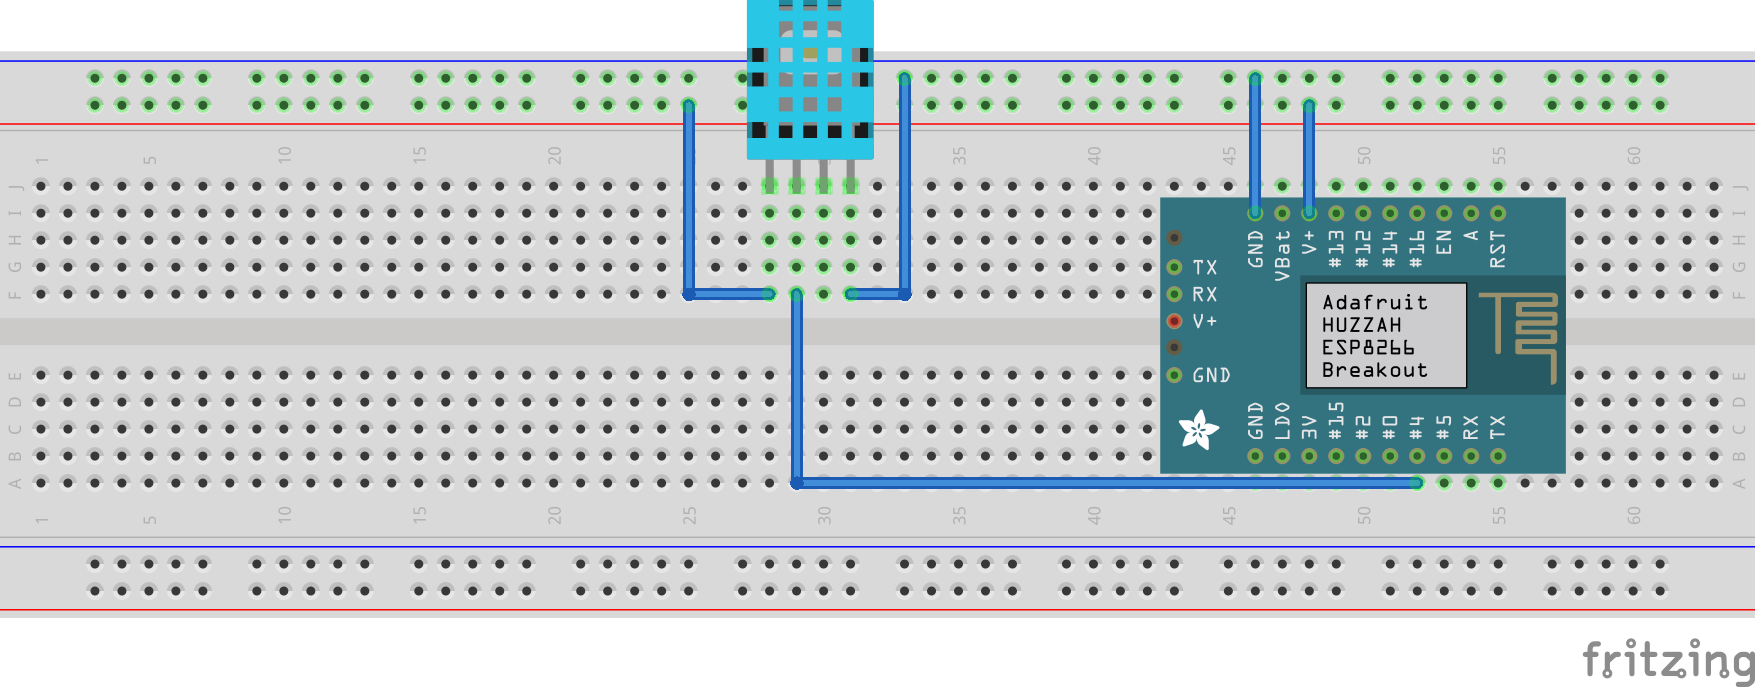 1 5 10 15 20 35 40 45 50 55 60
J J
I I
H H
G G
F F
GND VBat V+ #13 #12 #14 #16 EN A RST
TX
RX
V+
GND
Adafruit
HUZZAH
ESP8266
Breakout
GND LDO 3V #15 #2 #0 #4 #5 RX TX
E E
D D
C C
B B
A A
1 5 10 15 20 25 30 35 40 45 50 55 60
fritzing